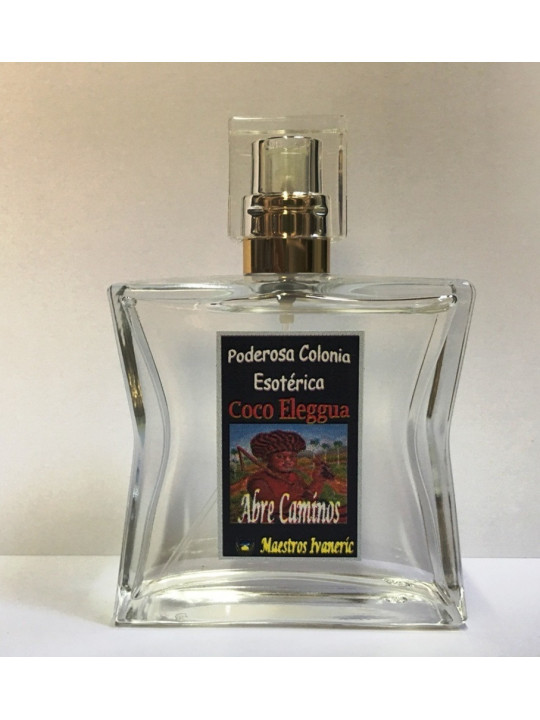 Poderosa Colonia
Esotérica
Coco Eleggua
Abre Caminos
Maestros Ivaneric